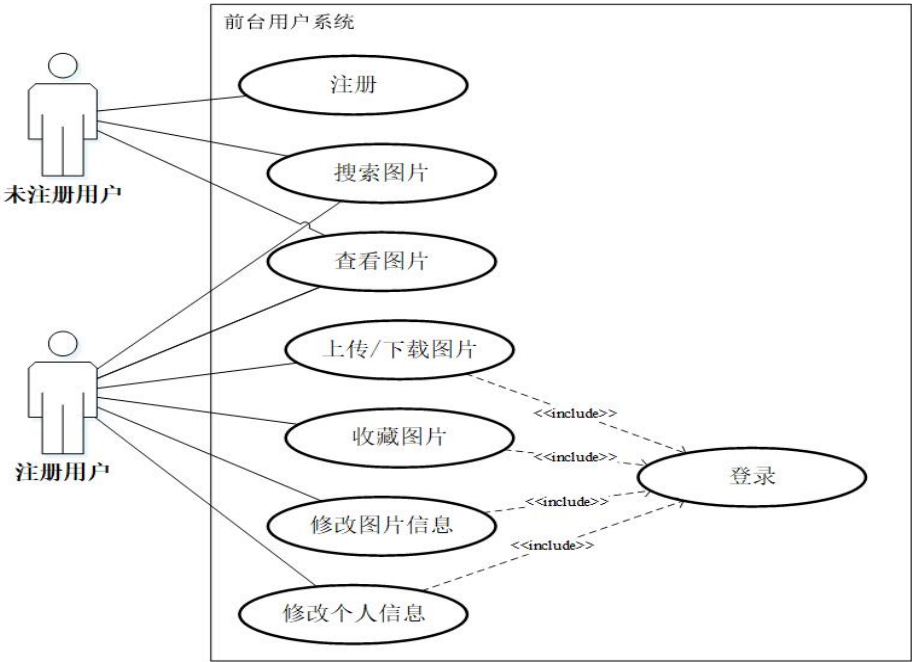 前台用户系统
注册
搜索图片
未注册用户
查看图片
上传/下载图片
<<include>>
收藏图片
<<include>>
注册用户
登录
<<include>>
修改图片信息
<<include>>
修改个人信息